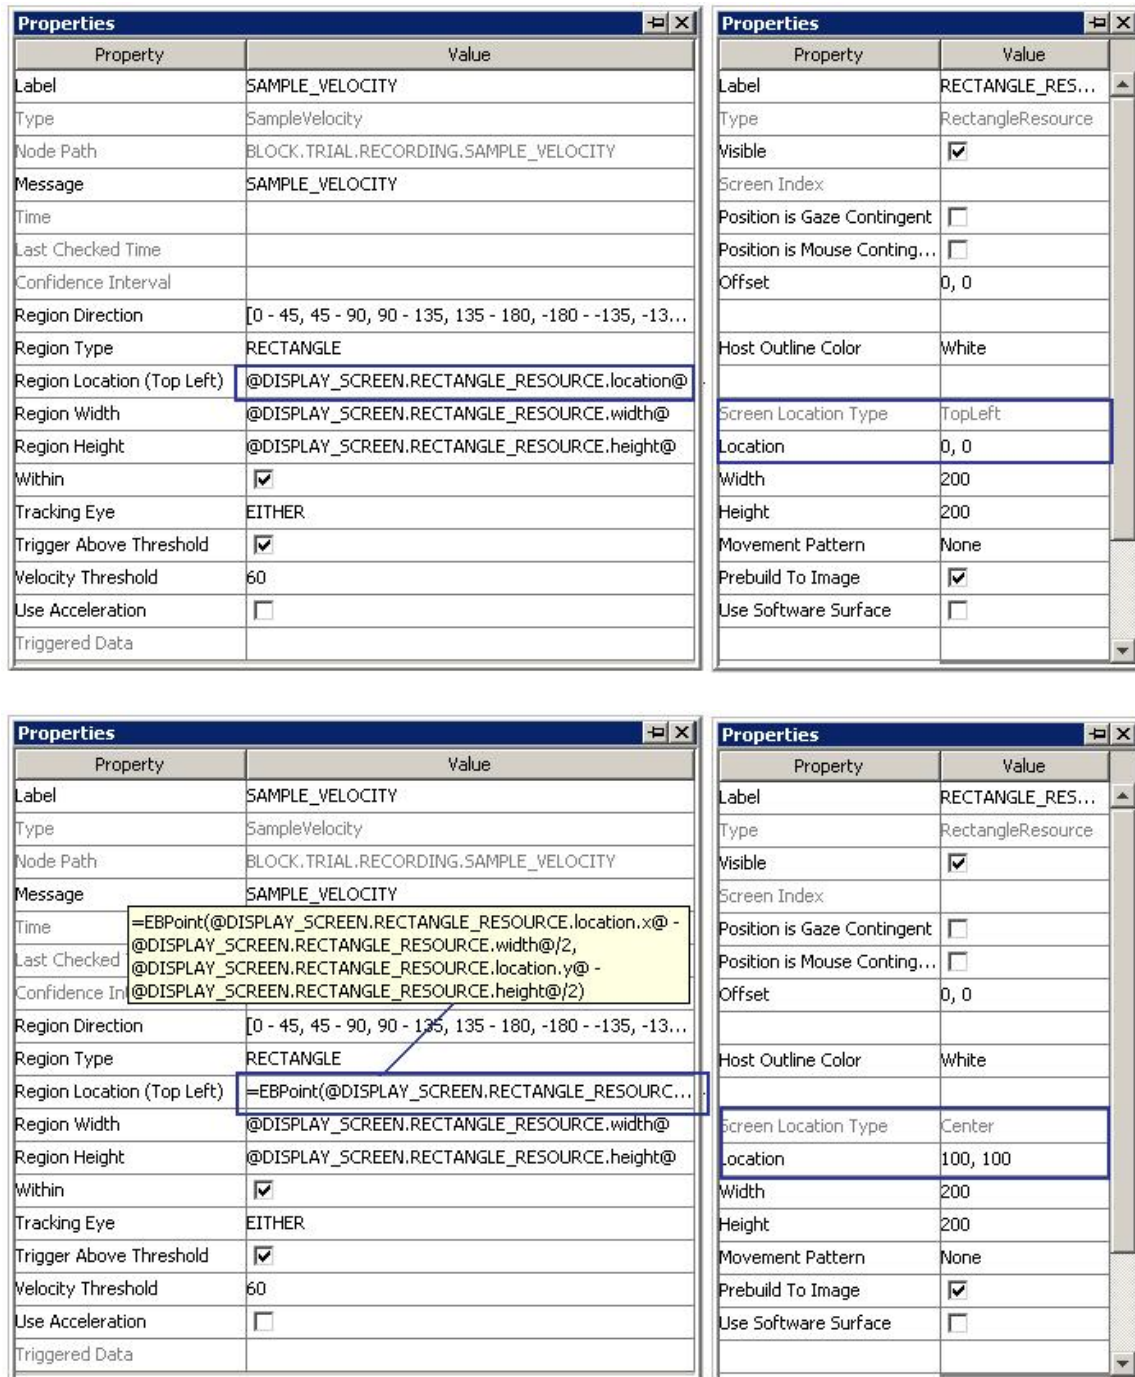 Properties
Property Value
Label SAMPLE_VELOCITY
Type SampleVelocity
Node Path BLOCK.TRIAL.RECORDING.SAMPLE_VELOCITY
Message SAMPLE_VELOCITY
Time
Last Checked Time
Confidence Interval
Region Direction [0 - 45, 45 - 90, 90 - 135, 135 - 180, -180 - -135, -13...
Region Type RECTANGLE
Region Location (Top Left) @DISPLAY_SCREEN.RECTANGLE_RESOURCE.location@
Region Width @DISPLAY_SCREEN.RECTANGLE_RESOURCE.width@
Region Height @DISPLAY_SCREEN.RECTANGLE_RESOURCE.height@
Within
Tracking Eye EITHER
Trigger Above Threshold
Velocity Threshold 60
Use Acceleration
Triggered Data
Properties
Property Value
Label RECTANGLE_RES...
Type RectangleResource
Visible
Screen Index
Position is Gaze Contingent
Position is Mouse Conting...
Offset 0, 0
Host Outline Color White
Screen Location Type TopLeft
Location 0, 0
Width 200
Height 200
Movement Pattern None
Prebuild To Image
Use Software Surface
Properties
Property Value
Label SAMPLE_VELOCITY
Type SampleVelocity
Node Path BLOCK.TRIAL.RECORDING.SAMPLE_VELOCITY
Message SAMPLE_VELOCITY
Time
Last Checked
Confidence In
=EBPoint(@DISPLAY_SCREEN.RECTANGLE_RESOURCE.location.x@ -
@DISPLAY_SCREEN.RECTANGLE_RESOURCE.width@/2,
@DISPLAY_SCREEN.RECTANGLE_RESOURCE.location.y@ -
@DISPLAY_SCREEN.RECTANGLE_RESOURCE.height@/2)
Region Direction [0 - 45, 45 - 90, 90 - 135, 135 - 180, -180 - -135, -13...
Region Type RECTANGLE
Region Location (Top Left) =EBPoint(@DISPLAY_SCREEN.RECTANGLE_RESOURC...
Region Width @DISPLAY_SCREEN.RECTANGLE_RESOURCE.width@
Region Height @DISPLAY_SCREEN.RECTANGLE_RESOURCE.height@
Within
Tracking Eye EITHER
Trigger Above Threshold
Velocity Threshold 60
Use Acceleration
Triggered Data
Properties
Property Value
Label RECTANGLE_RES...
Type RectangleResource
Visible
Screen Index
Position is Gaze Contingent
Position is Mouse Conting...
Offset 0, 0
Host Outline Color White
Screen Location Type Center
Location 100, 100
Width 200
Height 200
Movement Pattern None
Prebuild To Image
Use Software Surface